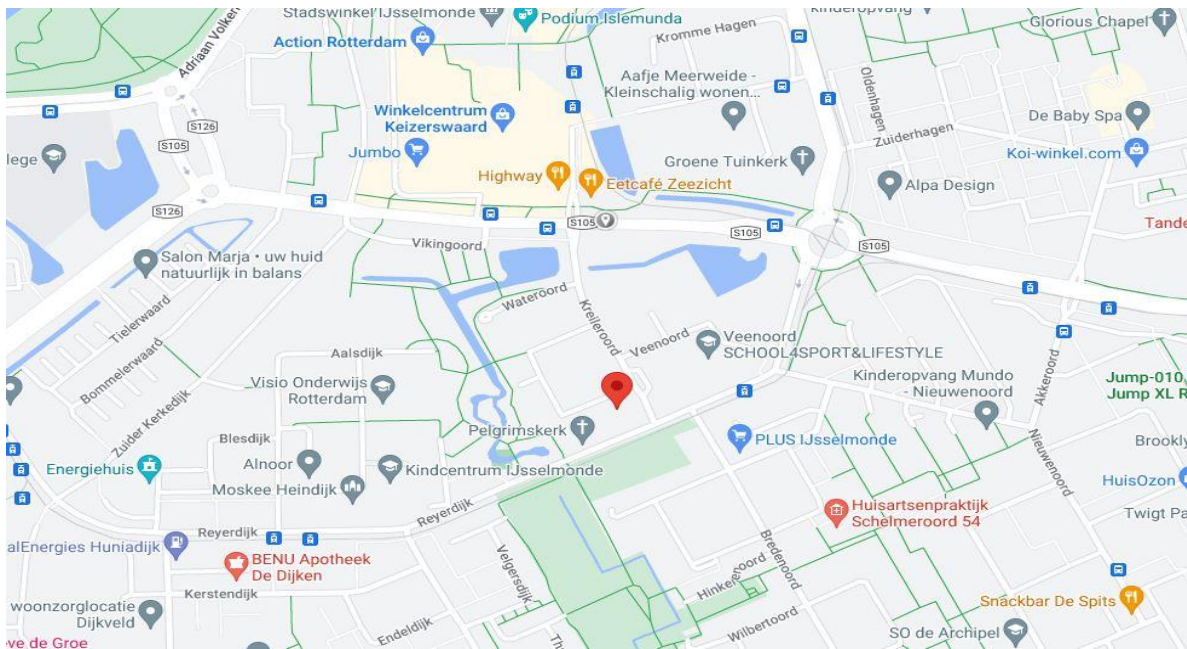 Stadswinkel IJsselmonde
Podium Islemunda
kinderopvang
Glorious Chapel
Adriaan Volker
Action Rotterdam
Kromme Hagen
Aafje Meerweide -
Kleinschalig wonen...
Oldenhagen
Winkelcentrum
Keizerswaard
De Baby Spa
Zuiderhagen
S126
S105
lege
Jumbo
Groene Tuinkerk
Koi-winkel.com
Highway
Eetcafé Zeezicht
Alpa Design
S126
S105
S105
S105
Tande
Vikingoord
Salon Marja • uw huid
natuurlijk in balans
Wateroord
Kreileroord
Tielerwaard
Veenoord
Veenoord
SCHOOL4SPORT&LIFESTYLE
Aalsdijk
Bommelerwaard
Visio Onderwijs
Rotterdam
Kinderopvang Mundo
- Nieuwenoord
Akkeroord
Jump-010,
Jump XL R
Zuider Kerkedijk
Blesdijk
Pelgrimskerk
PLUS IJsselmonde
Nieuwenoord
Brookly
Energiehuis
Alnoor
Kindcentrum IJsselmonde
HuisOzon
Moskee Heindijk
Reyerdijk
Huisartsenpraktijk
Schelmeroord 54
Twigt Pa
Reyerdijk
alEnergies Huniadijk
BENU Apotheek
De Dijken
Velgersdijk
Bredenoord
Hinkeroord
Kerstendijk
woonzorglocatie
Dijkveld
Snackbar De Spits
Endeldijk
Wilbertoord
SO de Archipel
eve de Groe
Th